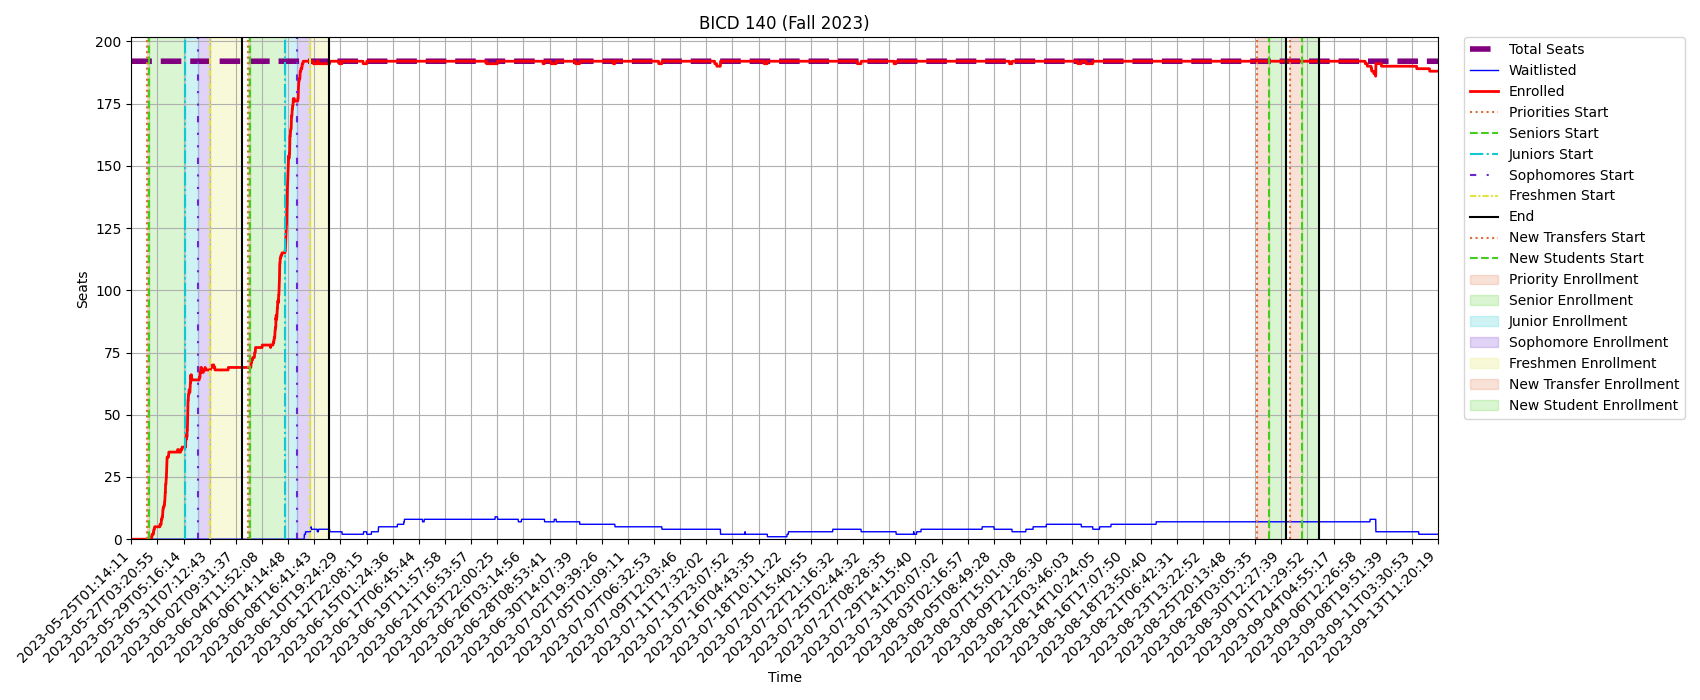 BICD 140 (Fall 2023)
200
175
150
125
100
75
50
25
0
Seats
2023-05-25T01:14:11
2023-05-27T03:20:55
2023-05-29T05:16:14
2023-05-31T07:12:43
2023-06-02T09:31:37
2023-06-04T11:52:08
2023-06-06T14:14:48
2023-06-08T16:41:43
2023-06-10T19:24:29
2023-06-12T22:08:15
2023-06-15T01:24:36
2023-06-17T06:45:44
2023-06-19T11:57:58
2023-06-21T16:53:57
2023-06-23T22:00:25
2023-06-26T03:14:56
2023-06-28T08:53:41
2023-06-30T14:07:39
2023-07-02T19:39:26
2023-07-05T01:09:11
2023-07-07T06:32:53
2023-07-09T12:03:46
2023-07-11T17:32:02
2023-07-13T23:07:52
2023-07-16T04:43:35
2023-07-18T10:11:22
2023-07-20T15:40:55
2023-07-22T21:16:32
2023-07-25T02:44:32
2023-07-27T08:28:35
2023-07-29T14:15:40
2023-07-31T20:07:02
2023-08-03T02:16:57
2023-08-05T08:49:28
2023-08-07T15:01:08
2023-08-09T21:26:30
2023-08-12T03:46:03
2023-08-14T10:24:05
2023-08-16T17:07:50
2023-08-18T23:50:40
2023-08-21T06:42:31
2023-08-23T13:22:52
2023-08-25T20:13:48
2023-08-28T03:05:35
2023-08-30T12:27:39
2023-09-01T21:29:52
2023-09-04T04:55:17
2023-09-06T12:26:58
2023-09-08T19:51:39
2023-09-11T03:30:53
2023-09-13T11:20:19
Time
Total Seats
Waitlisted
Enrolled
Priorities Start
Seniors Start
Juniors Start
Sophomores Start
Freshmen Start
End
New Transfers Start
New Students Start
Priority Enrollment
Senior Enrollment
Junior Enrollment
Sophomore Enrollment
Freshmen Enrollment
New Transfer Enrollment
New Student Enrollment